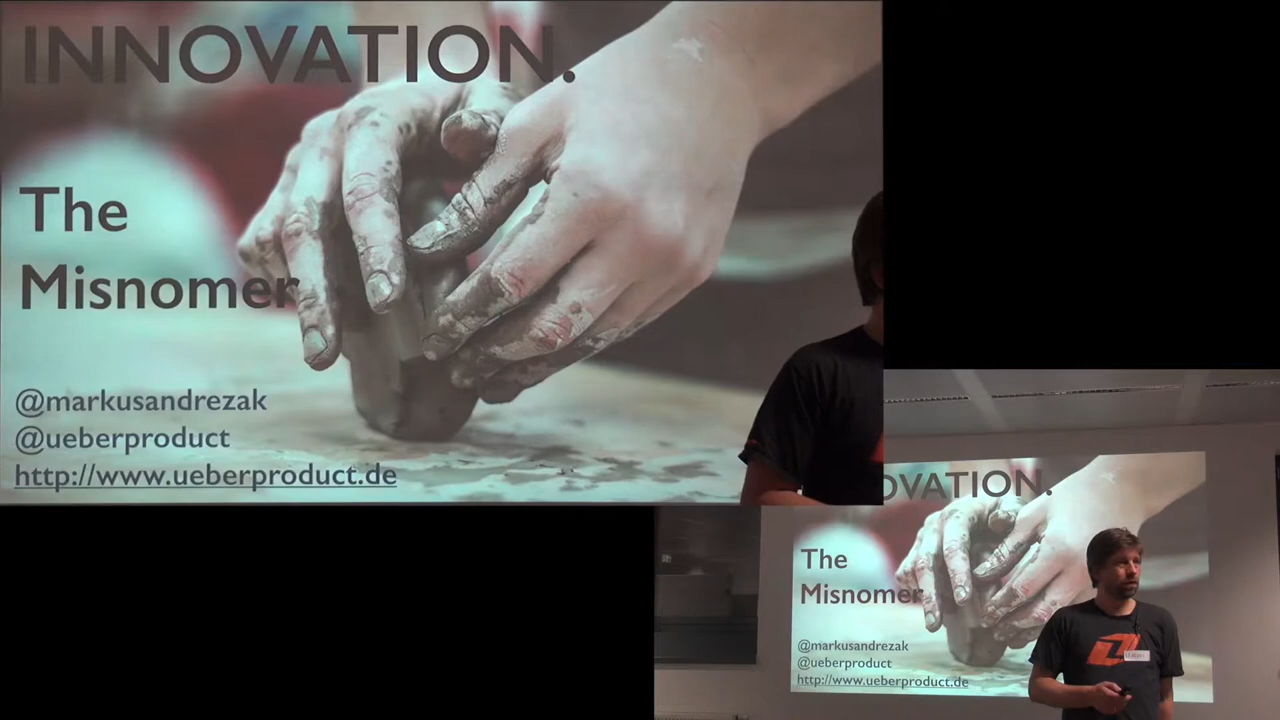 INNOVATION.
The
Misnomer
@markusandrezak
@ueberproduct
http://www.ueberproduct.de
OVATION.
The
Misnomer
@markusandrezak
@ueberproduct
http://www.ueberproduct.de